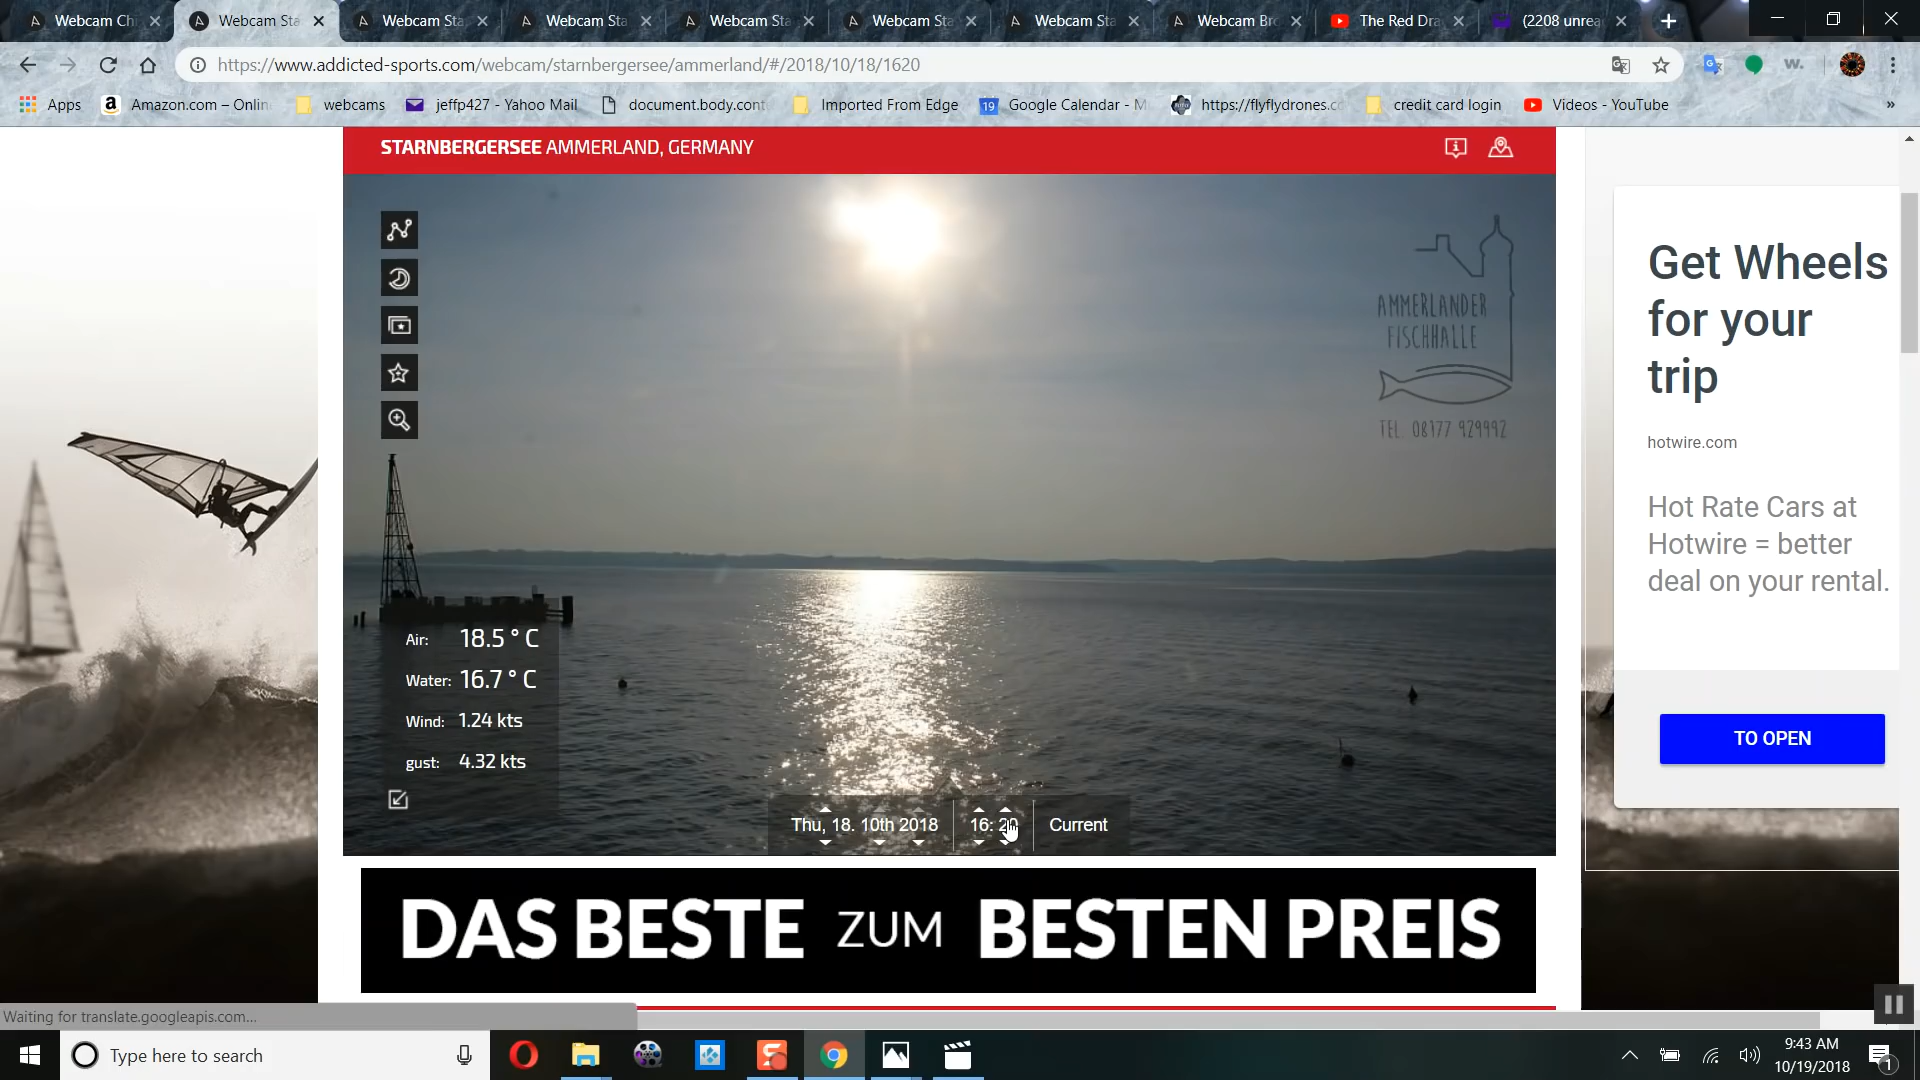 Webcam Chi
Webcam Sta
Webcam Sta
Webcam Sta
Webcam Sta
Webcam Sta
Webcam Sta
Webcam Bro
The Red Dra
(2208 unrea
https://www.addicted-sports.com/webcam/starnbergersee/ammerland/#/2018/10/18/1620
Apps
Amazon.com – Onlin
webcams
jeffp427 - Yahoo Mail
document.body.cont
Imported From Edge
Google Calendar - M
https://flyflydrones.c
credit card login
Videos - YouTube
STARNBERGERSEE AMMERLAND, GERMANY
AMMERLANDER
FISCHHALLE
TEL. 08177 929992
Air: 18.5 ° C
Water: 16.7 ° C
Wind: 1.24 kts
gust: 4.32 kts
Thu, 18. 10th 2018 16: 20 Current
DAS BESTE ZUM BESTEN PREIS
Get Wheels
for your
trip
hotwire.com
Hot Rate Cars at
Hotwire = better
deal on your rental.
TO OPEN
Waiting for translate.googleapis.com...
Type here to search
9:43 AM
10/19/2018
1